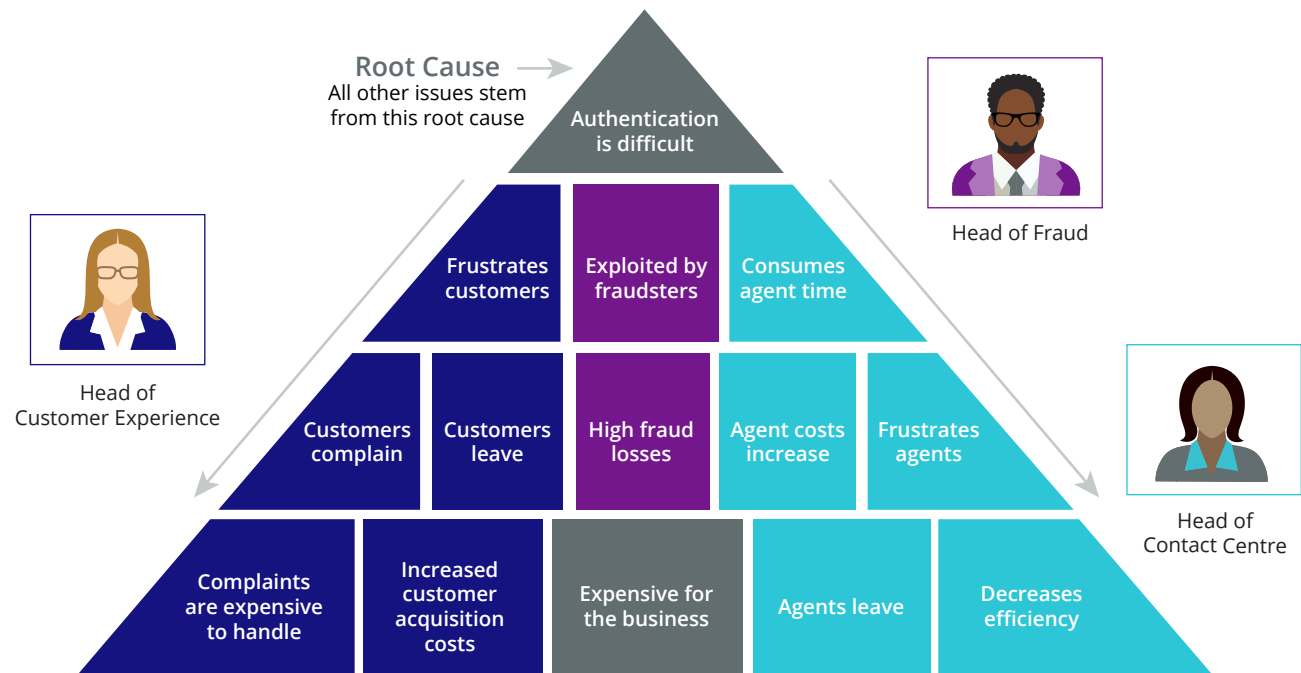 Root Cause
All other issues stem
from this root cause
Authentication
is difficult
Head of Fraud
Head of
Customer Experience
Frustrates
customers
Exploited by
fraudsters
Consumes
agent time
Customers
complain
Customers
leave
High fraud
losses
Agent costs
increase
Frustrates
agents
Head of
Contact Centre
Complaints
are expensive
to handle
Increased
customer
acquisition
costs
Expensive for
the business
Agents leave
Decreases
efficiency